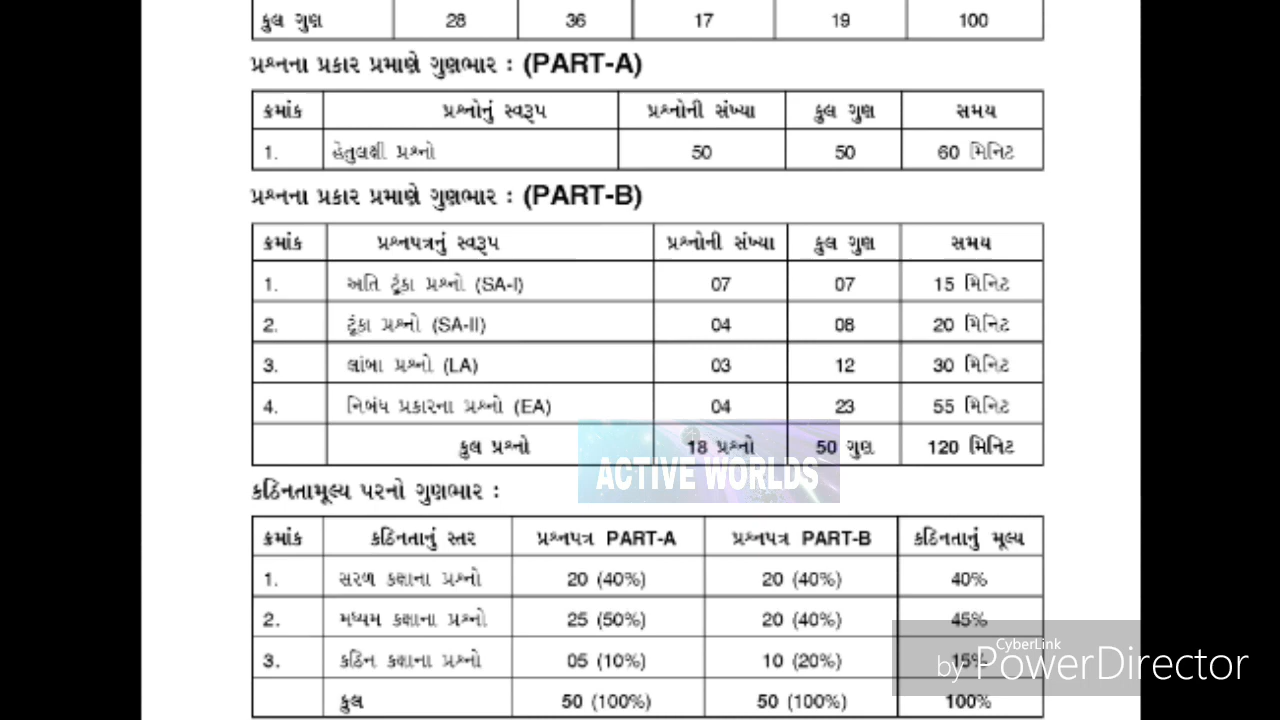 કુલ ગુણ 28 36 17 19 100
પ્રશ્નના પ્રકાર પ્રમાણે ગુણભાર : (PART-A)
ક્રમાંક પ્રશ્નોનું સ્વરૂપ પ્રશ્નોની સંખ્યા કુલ ગુણ સમય
1. હેતુલક્ષી પ્રશ્નો 50 50 60 મિનિટ
પ્રશ્નના પ્રકાર પ્રમાણે ગુણભાર : (PART-B)
ક્રમાંક પ્રશ્નપત્રનું સ્વરૂપ પ્રશ્નોની સંખ્યા કુલ ગુણ સમય
1. અતિ ટૂંકા પ્રશ્નો (SA-I) 07 07 15 મિનિટ
2. ટૂંકા પ્રશ્નો (SA-II) 04 08 20 મિનિટ
3. લાંબા પ્રશ્નો (LA) 03 12 30 મિનિટ
4. નિબંધ પ્રકારના પ્રશ્નો (EA) 04 23 55 મિનિટ
કુલ પ્રશ્નો 18 પ્રશ્નો 50 ગુણ 120 મિનિટ
ACTIVE WORLDS
કઠિનતામૂલ્ય પરનો ગુણભાર :
ક્રમાંક કઠિનતાનું સ્તર પ્રશ્નપત્ર PART-A પ્રશ્નપત્ર PART-B કઠિનતાનું મૂલ્ય
1. સરળ કક્ષાના પ્રશ્નો 20 (40%) 20 (40%) 40%
2. મધ્યમ કક્ષાના પ્રશ્નો 25 (50%) 20 (40%) 45%
3. કઠિન કક્ષાના પ્રશ્નો 05 (10%) 10 (20%) 15%
CyberLink
by PowerDirector
કુલ 50 (100%) 50 (100%) 100%